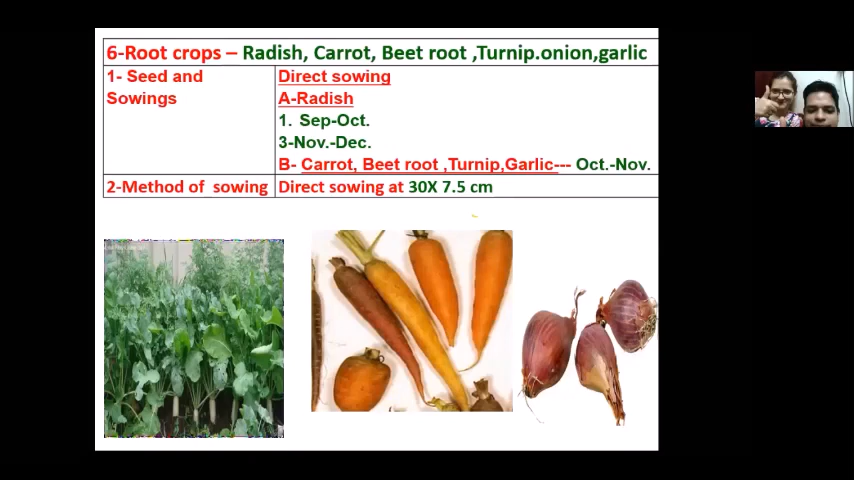 6-Root crops – Radish, Carrot, Beet root ,Turnip.onion,garlic
1- Seed and Sowings
Direct sowing
A-Radish
1. Sep-Oct.
3-Nov.-Dec.
B- Carrot, Beet root ,Turnip,Garlic--- Oct.-Nov.
2-Method of sowing
Direct sowing at 30X 7.5 cm